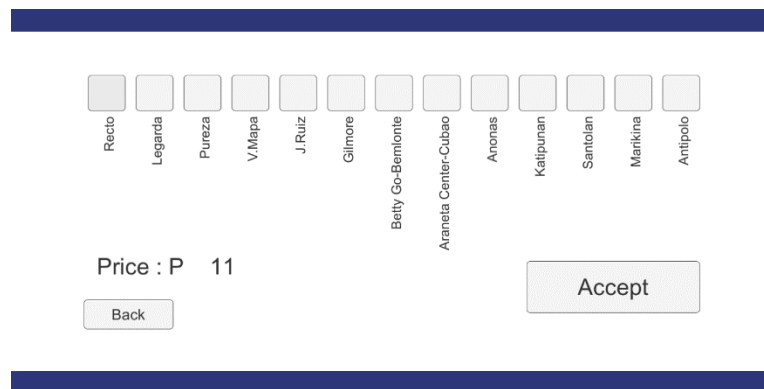 Recto
Legarda
Pureza
V.Mapa
J.Ruiz
Gilmore
Betty Go-Bemlonte
Araneta Center-Cubao
Anonas
Katipunan
Santolan
Marikina
Antipolo
Price : P 11
Accept
Back